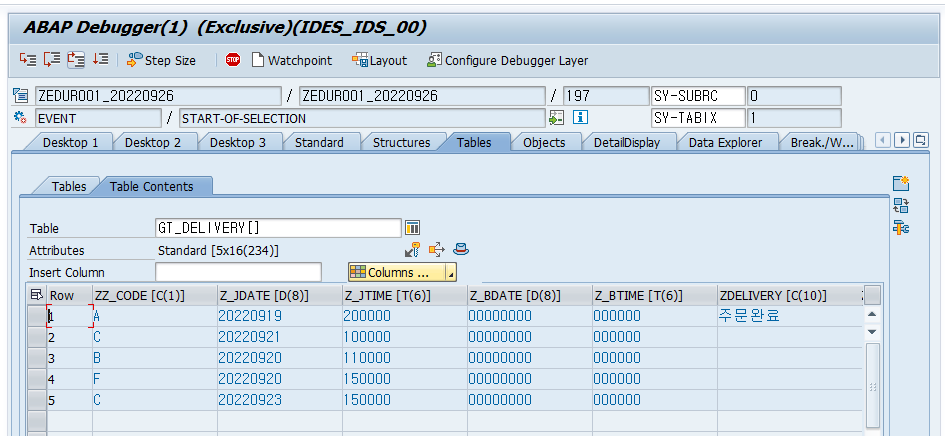 ABAP Debugger(1) (Exclusive)(IDES_IDS_00)
Step Size STOP Watchpoint Layout Configure Debugger Layer
ZEDUR001_20220926 / ZEDUR001_20220926 / 197 SY-SUBRC 0
EVENT / START-OF-SELECTION SY-TABIX 1
Desktop 1 Desktop 2 Desktop 3 Standard Structures Tables Objects DetailDisplay Data Explorer Break./W...
Tables Table Contents
Table GT_DELIVERY[]
Attributes Standard [5x16(234)]
Insert Column Columns ...
Row ZZ_CODE [C(1)] Z_JDATE [D(8)] Z_JTIME [T(6)] Z_BDATE [D(8)] Z_BTIME [T(6)] ZDELIVERY [C(10)]
1 A 20220919 200000 00000000 000000 주문완료
2 C 20220921 100000 00000000 000000
3 B 20220920 110000 00000000 000000
4 F 20220920 150000 00000000 000000
5 C 20220923 150000 00000000 000000